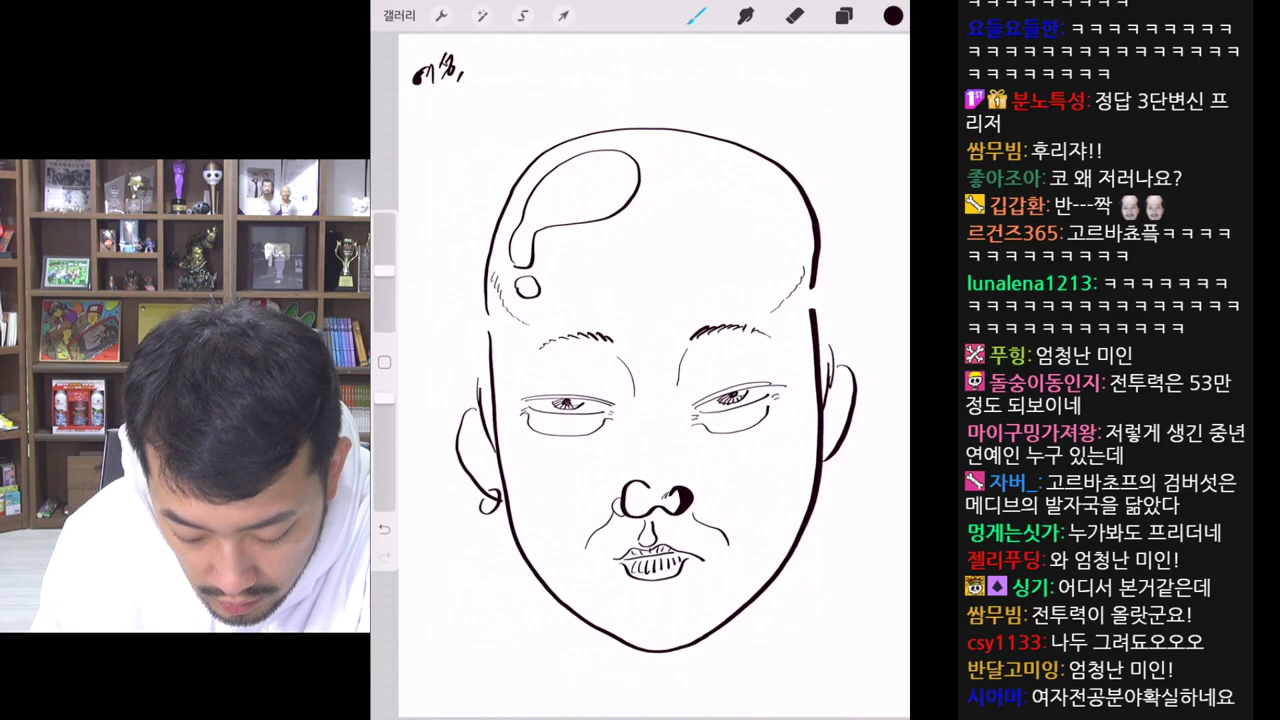 갤러리
ㅋㅋㅋㅋㅋㅋㅋㅋㅋ
요들요들한: ㅋㅋㅋㅋㅋㅋㅋㅋㅋ
ㅋㅋㅋㅋㅋㅋㅋㅋㅋㅋㅋㅋㅋㅋㅋ
ㅋㅋㅋㅋㅋㅋㅋㅋ
1ST 1 분노특성: 정답 3단변신 프
리저
쌈무빔: 후리쟈!!
좋아조아: 코 왜 저러나요?
김갑환: 반---짝
르건즈365: 고르바쵸픜ㅋㅋㅋㅋ
ㅋㅋㅋㅋㅋㅋㅋㅋㅋ
lunalena1213: ㅋㅋㅋㅋㅋㅋㅋ
ㅋㅋㅋㅋㅋㅋㅋㅋㅋㅋㅋㅋㅋㅋㅋ
ㅋㅋㅋㅋㅋㅋㅋㅋㅋㅋㅋㅋ
푸힝: 엄청난 미인
돌숭이동인지: 전투력은 53만
정도 되보이네
마이구밍가져왕: 저렇게 생긴 중년
연예인 누구 있는데
자버_: 고르바초프의 검버섯은
메디브의 발자국을 닮았다
멍게는싯가: 누가봐도 프리더네
젤리푸딩: 와 엄청난 미인!
싱기: 어디서 본거같은데
쌈무빔: 전투력이 올랏군요!
csy1133: 나두 그려됴오오오
반달고미잉: 엄청난 미인!
시어머: 여자전공분야확실하네요